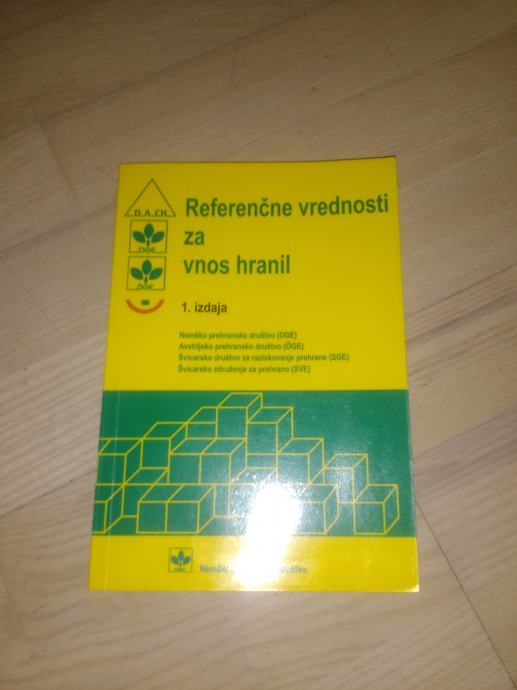 D.A.CH
Referenčne vrednosti
za
vnos hranil
DGE
ÖGE
1. izdaja
Nemško prehransko društvo (DGE)
Avstrijsko prehransko društvo (ÖGE)
Švicarsko društvo za raziskovanje prehrane (SGE)
Švicarsko združenje za prehrano (SVE)
DGE